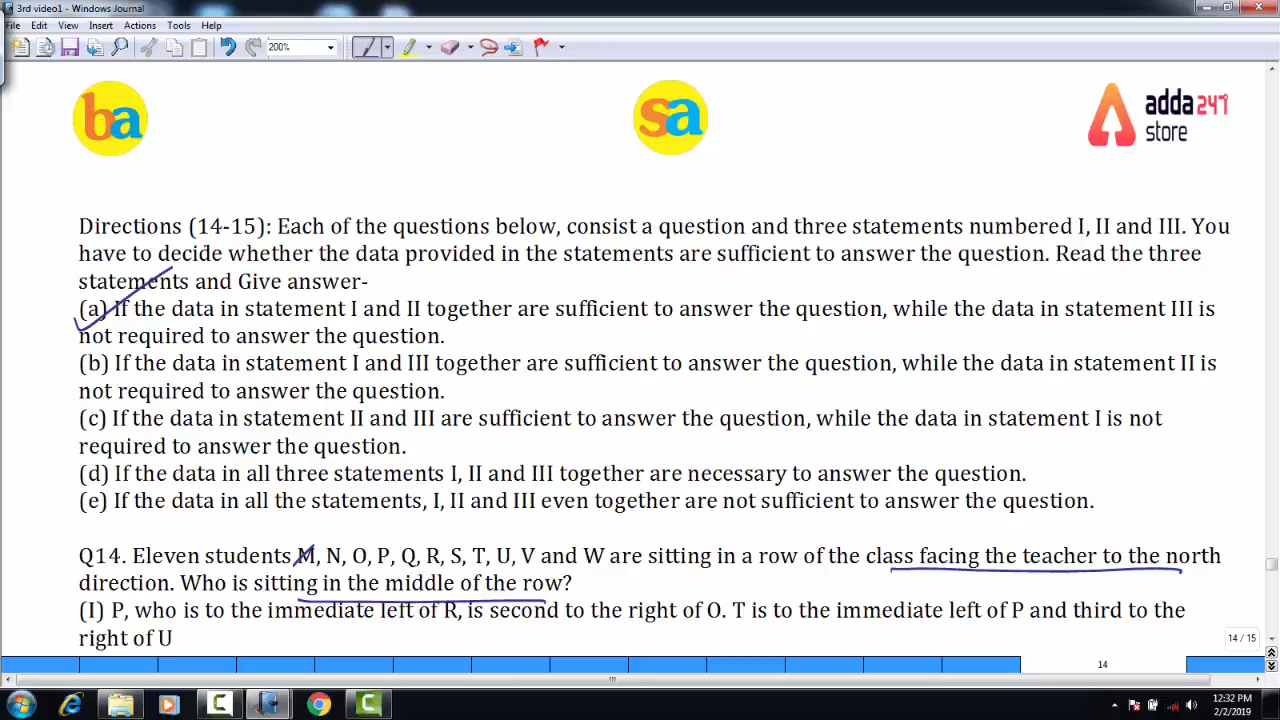 3rd video1 - Windows Journal
File Edit View Insert Actions Tools Help
200%
ba
sa
adda247
store
Directions (14-15): Each of the questions below, consist a question and three statements numbered I, II and III. You
have to decide whether the data provided in the statements are sufficient to answer the question. Read the three
statements and Give answer-
(a) If the data in statement I and II together are sufficient to answer the question, while the data in statement III is
not required to answer the question.
(b) If the data in statement I and III together are sufficient to answer the question, while the data in statement II is
not required to answer the question.
(c) If the data in statement II and III are sufficient to answer the question, while the data in statement I is not
required to answer the question.
(d) If the data in all three statements I, II and III together are necessary to answer the question.
(e) If the data in all the statements, I, II and III even together are not sufficient to answer the question.
Q14. Eleven students M, N, O, P, Q, R, S, T, U, V and W are sitting in a row of the class facing the teacher to the north
direction. Who is sitting in the middle of the row?
(I) P, who is to the immediate left of R, is second to the right of O. T is to the immediate left of P and third to the
right of U
14 / 15
14
12:32 PM
2/2/2019